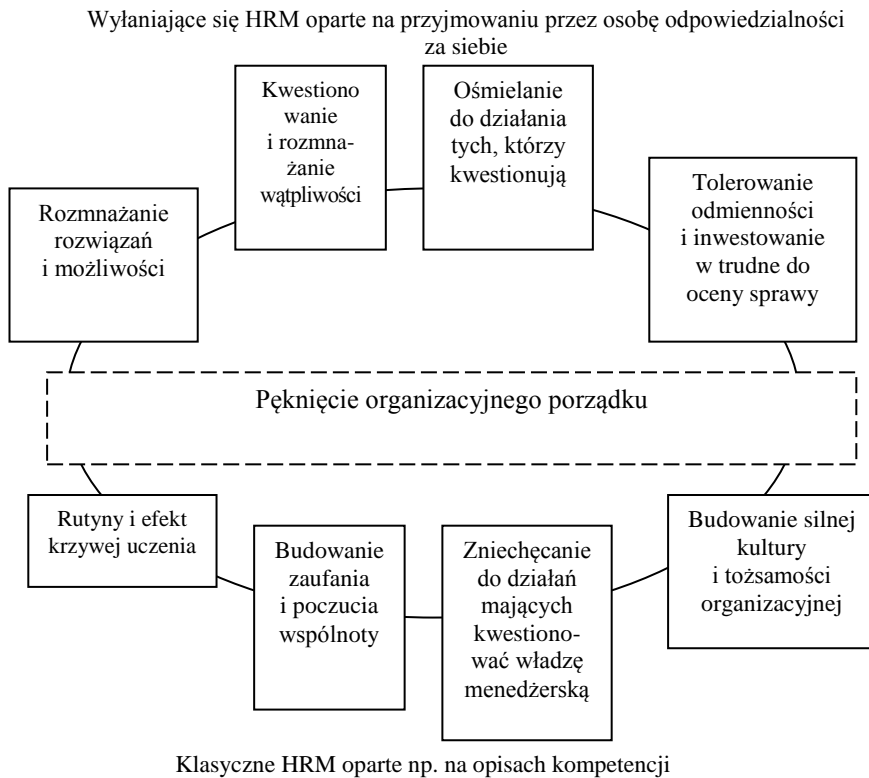 Wyłaniające się HRM oparte na przyjmowaniu przez osobę odpowiedzialności
za siebie
Kwestiono
wanie
i rozmna-
żanie
wątpliwości
Ośmielanie
do działania
tych, którzy
kwestionują
Rozmnażanie
rozwiązań
i możliwości
Tolerowanie
odmienności
i inwestowanie
w trudne do
oceny sprawy
Pęknięcie organizacyjnego porządku
Rutyny i efekt
krzywej uczenia
Budowanie
zaufania
i poczucia
wspólnoty
Zniechęcanie
do działań
mających
kwestiono-
wać władzę
menedżerską
Budowanie silnej
kultury
i tożsamości
organizacyjnej
Klasyczne HRM oparte np. na opisach kompetencji